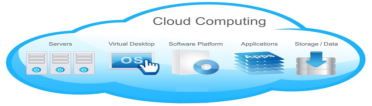 Cloud Computing
Servers
Virtual Desktop
Software Platform
Applications
Storage / Data
OS